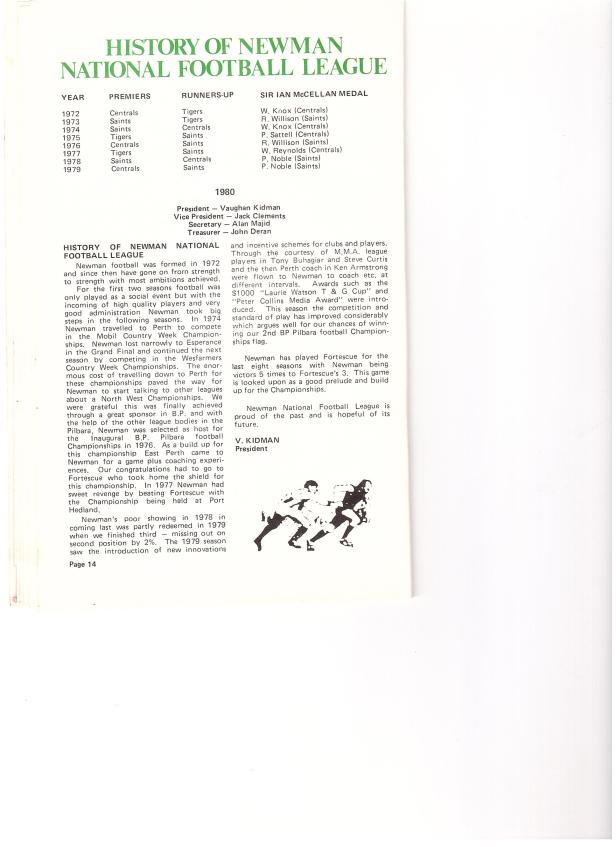 HISTORY OF NEWMAN
NATIONAL FOOTBALL LEAGUE
YEAR PREMIERS RUNNERS-UP SIR IAN McCELLAN MEDAL
1972 Centrals Tigers W. Knox (Centrals)
1973 Saints Tigers R. Willison (Saints)
1974 Saints Centrals W. Knox (Centrals)
1975 Tigers Saints P. Sattell (Centrals)
1976 Centrals Saints R. Willison (Saints)
1977 Tigers Saints W. Reynolds (Centrals)
1978 Saints Centrals P. Noble (Saints)
1979 Centrals Saints P. Noble (Saints)
1980
President — Vaughan Kidman
Vice President — Jack Clements
Secretary — Alan Majid
Treasurer — John Deran
HISTORY OF NEWMAN NATIONAL
FOOTBALL LEAGUE
Newman football was formed in 1972
and since then have gone on from strength
to strength with most ambitions achieved.
For the first two seasons football was
only played as a social event but with the
incoming of high quality players and very
good administration Newman took big
steps in the following seasons. In 1974
Newman travelled to Perth to compete
in the Mobil Country Week Champion-
ships. Newman lost narrowly to Esperance
in the Grand Final and continued the next
season by competing in the Wesfarmers
Country Week Championships. The enor-
mous cost of travelling down to Perth for
these championships paved the way for
Newman to start talking to other leagues
about a North West Championships. We
were grateful this was finally achieved
through a great sponsor in B.P. and with
the help of the other league bodies in the
Pilbara, Newman was selected as host for
the Inaugural B.P. Pilbara football
Championships in 1976. As a build up for
this championship East Perth came to
Newman for a game plus coaching experi-
ences. Our congratulations had to go to
Fortescue who took home the shield for
this championship. In 1977 Newman had
sweet revenge by beating Fortescue with
the Championship being held at Port
Hedland.
Newman's poor showing in 1978 in
coming last was partly redeemed in 1979
when we finished third — missing out on
second position by 2%. The 1979 season
saw the introduction of new innovations
and incentive schemes for clubs and players.
Through the courtesy of M.M.A. league
players in Tony Buhagiar and Steve Curtis
and the then Perth coach in Ken Armstrong
were flown to Newman to coach etc. at
different intervals. Awards such as the
$1000 "Laurie Watson T & G Cup" and
"Peter Collins Media Award" were intro-
duced. This season the competition and
standard of play has improved considerably
which argues well for our chances of winn-
ing our 2nd BP Pilbara football Champion-
ships flag.
Newman has played Fortescue for the
last eight seasons with Newman being
victors 5 times to Fortescue's 3. This game
is looked upon as a good prelude and build
up for the Championships.
Newman National Football League is
proud of the past and is hopeful of its
future.
V. KIDMAN
President
Page 14